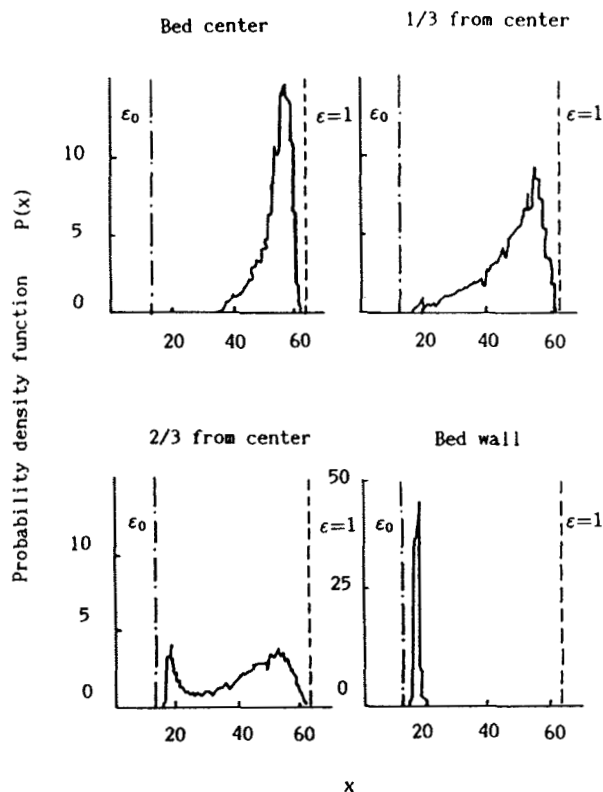 Bed center
1/3 from center
ε₀
ε=1
ε₀
ε=1
10
5
0
20
40
60
20
40
60
Probability density function P(x)
2/3 from center
Bed wall
ε₀
ε=1
ε₀
ε=1
10
5
0
50
25
0
20
40
60
20
40
60
x